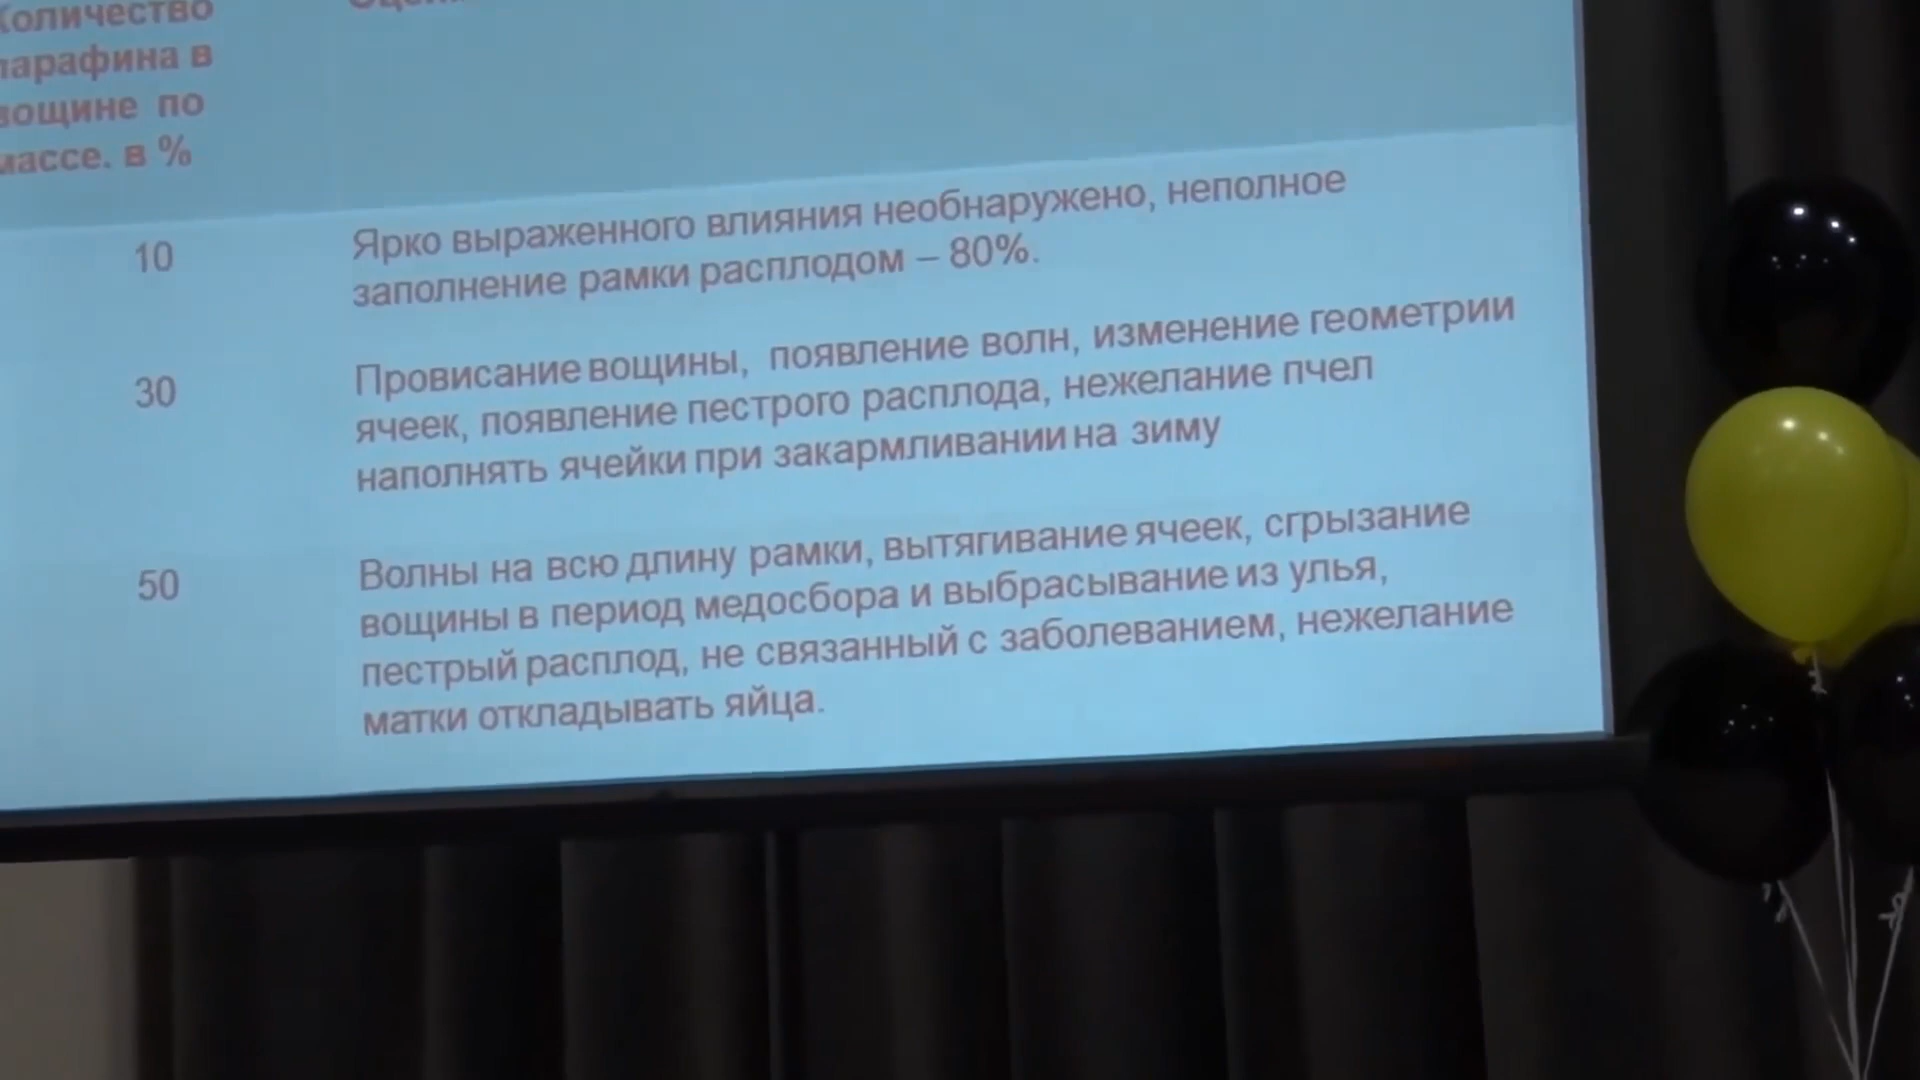 Количество
парафина в
вощине по
массе. в %
10
Ярко выраженного влияния необнаружено, неполное
заполнение рамки расплодом – 80%.
30
Провисание вощины, появление волн, изменение геометрии
ячеек, появление пестрого расплода, нежелание пчел
наполнять ячейки при закармливании на зиму
50
Волны на всю длину рамки, вытягивание ячеек, сгрызание
вощины в период медосбора и выбрасывание из улья,
пестрый расплод, не связанный с заболеванием, нежелание
матки откладывать яйца.